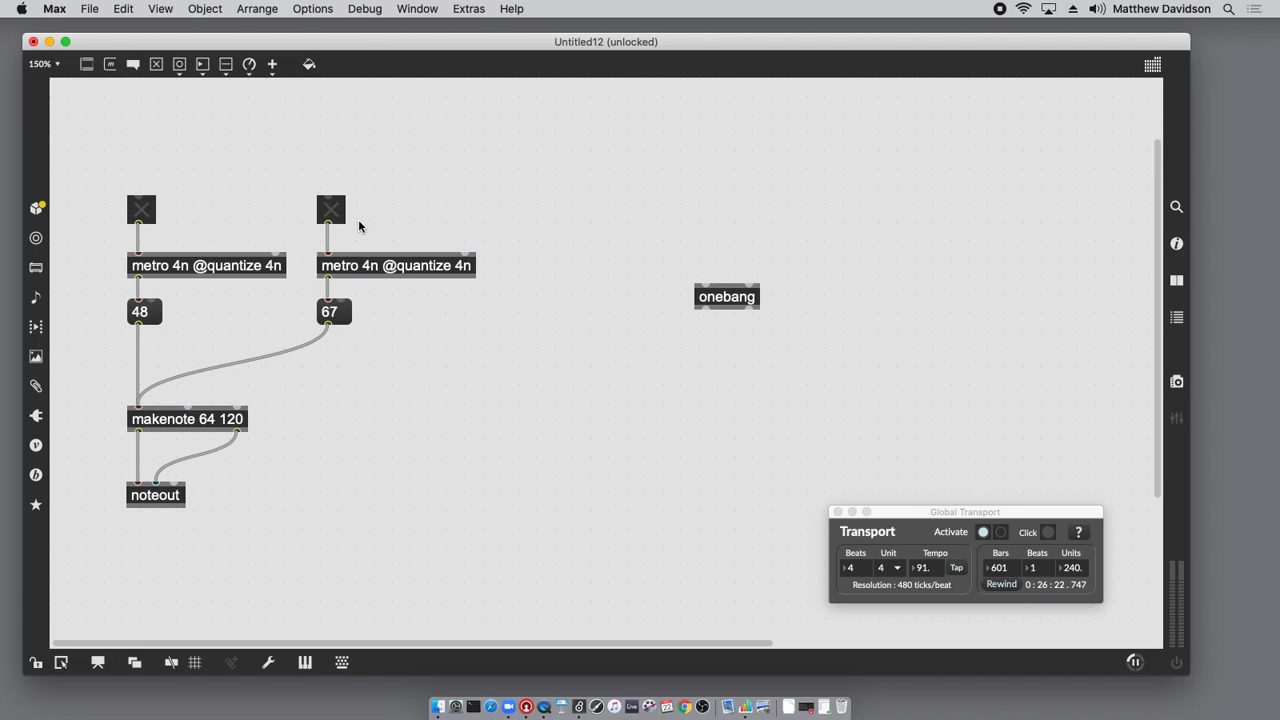 Max File Edit View Object Arrange Options Debug Window Extras Help Matthew Davidson
Untitled12 (unlocked)
150%
metro 4n @quantize 4n
metro 4n @quantize 4n
48
67
onebang
makenote 64 120
noteout
Global Transport
Transport Activate Click ?
Beats Unit Tempo Bars Beats Units
4 4 91. Tap 601 1 240.
Resolution : 480 ticks/beat Rewind 0 : 26 : 22 . 747